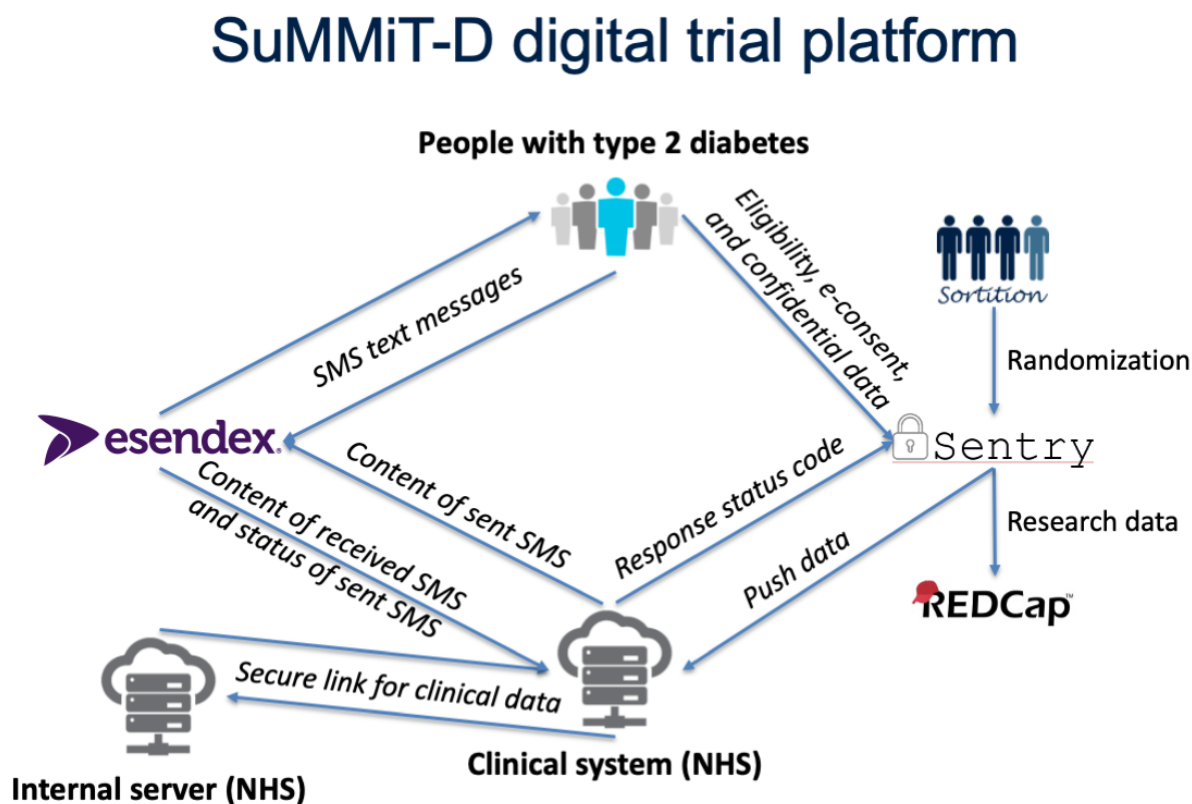 SuMMiT-D digital trial platform
People with type 2 diabetes
Eligibility, e-consent,
and confidential data
Sortition
SMS text messages
Randomization
esendex.
Sentry
Content of received SMS
and status of sent SMS
Content of sent SMS
Response status code
Push data
Research data
REDCap™
Secure link for clinical data
Clinical system (NHS)
Internal server (NHS)